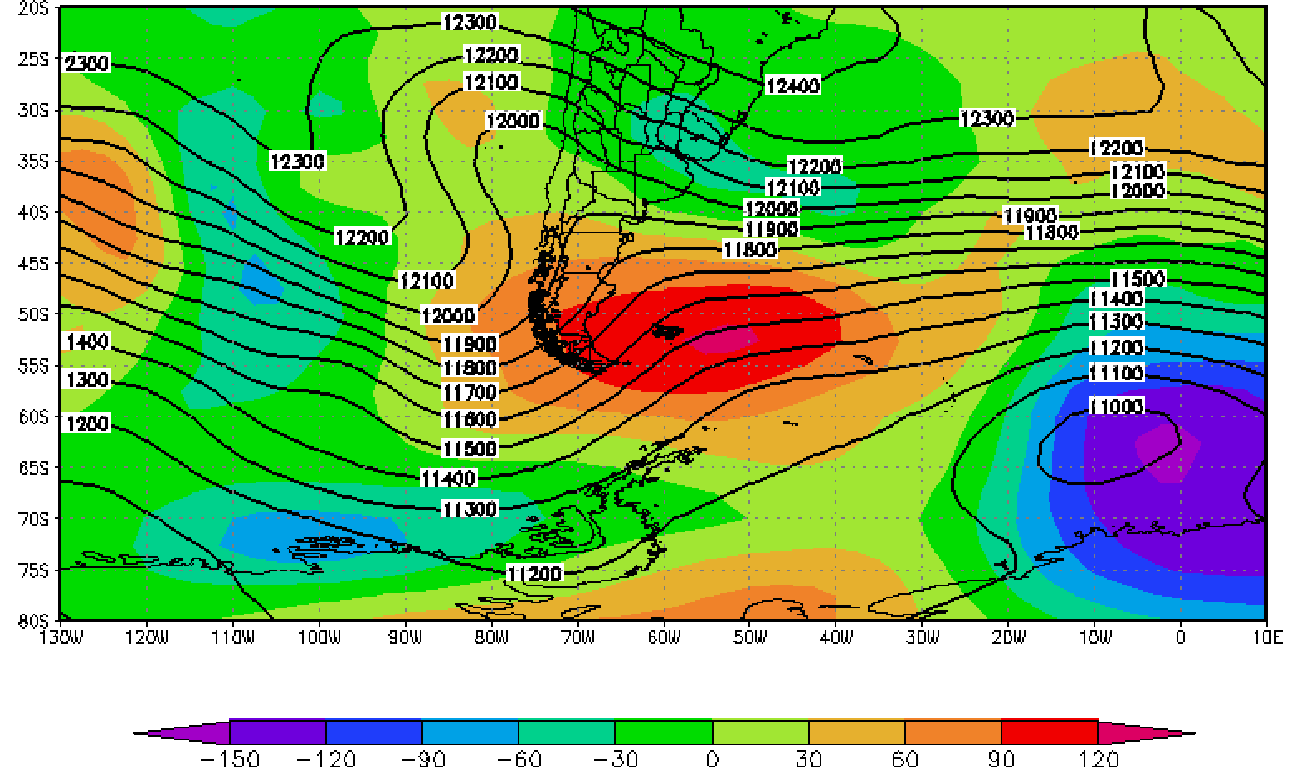 20S
12300
12200
25S
2300
12100
12400
30S
12000
12300
35S
12300
12200
12200
12100
12100
12000
40S
12000
11900
12200
11900
11800
11800
45S
12100
11500
11400
50S
12000
11300
1400
11900
11200
55S
11800
11100
1300
11700
11000
60S
11600
1200
11500
65S
11400
11300
70S
75S
11200
80S
130W 120W 110W 100W 90W 80W 70W 60W 50W 40W 30W 20W 10W 0 10E
−150 −120 −90 −60 −30 0 30 60 90 120